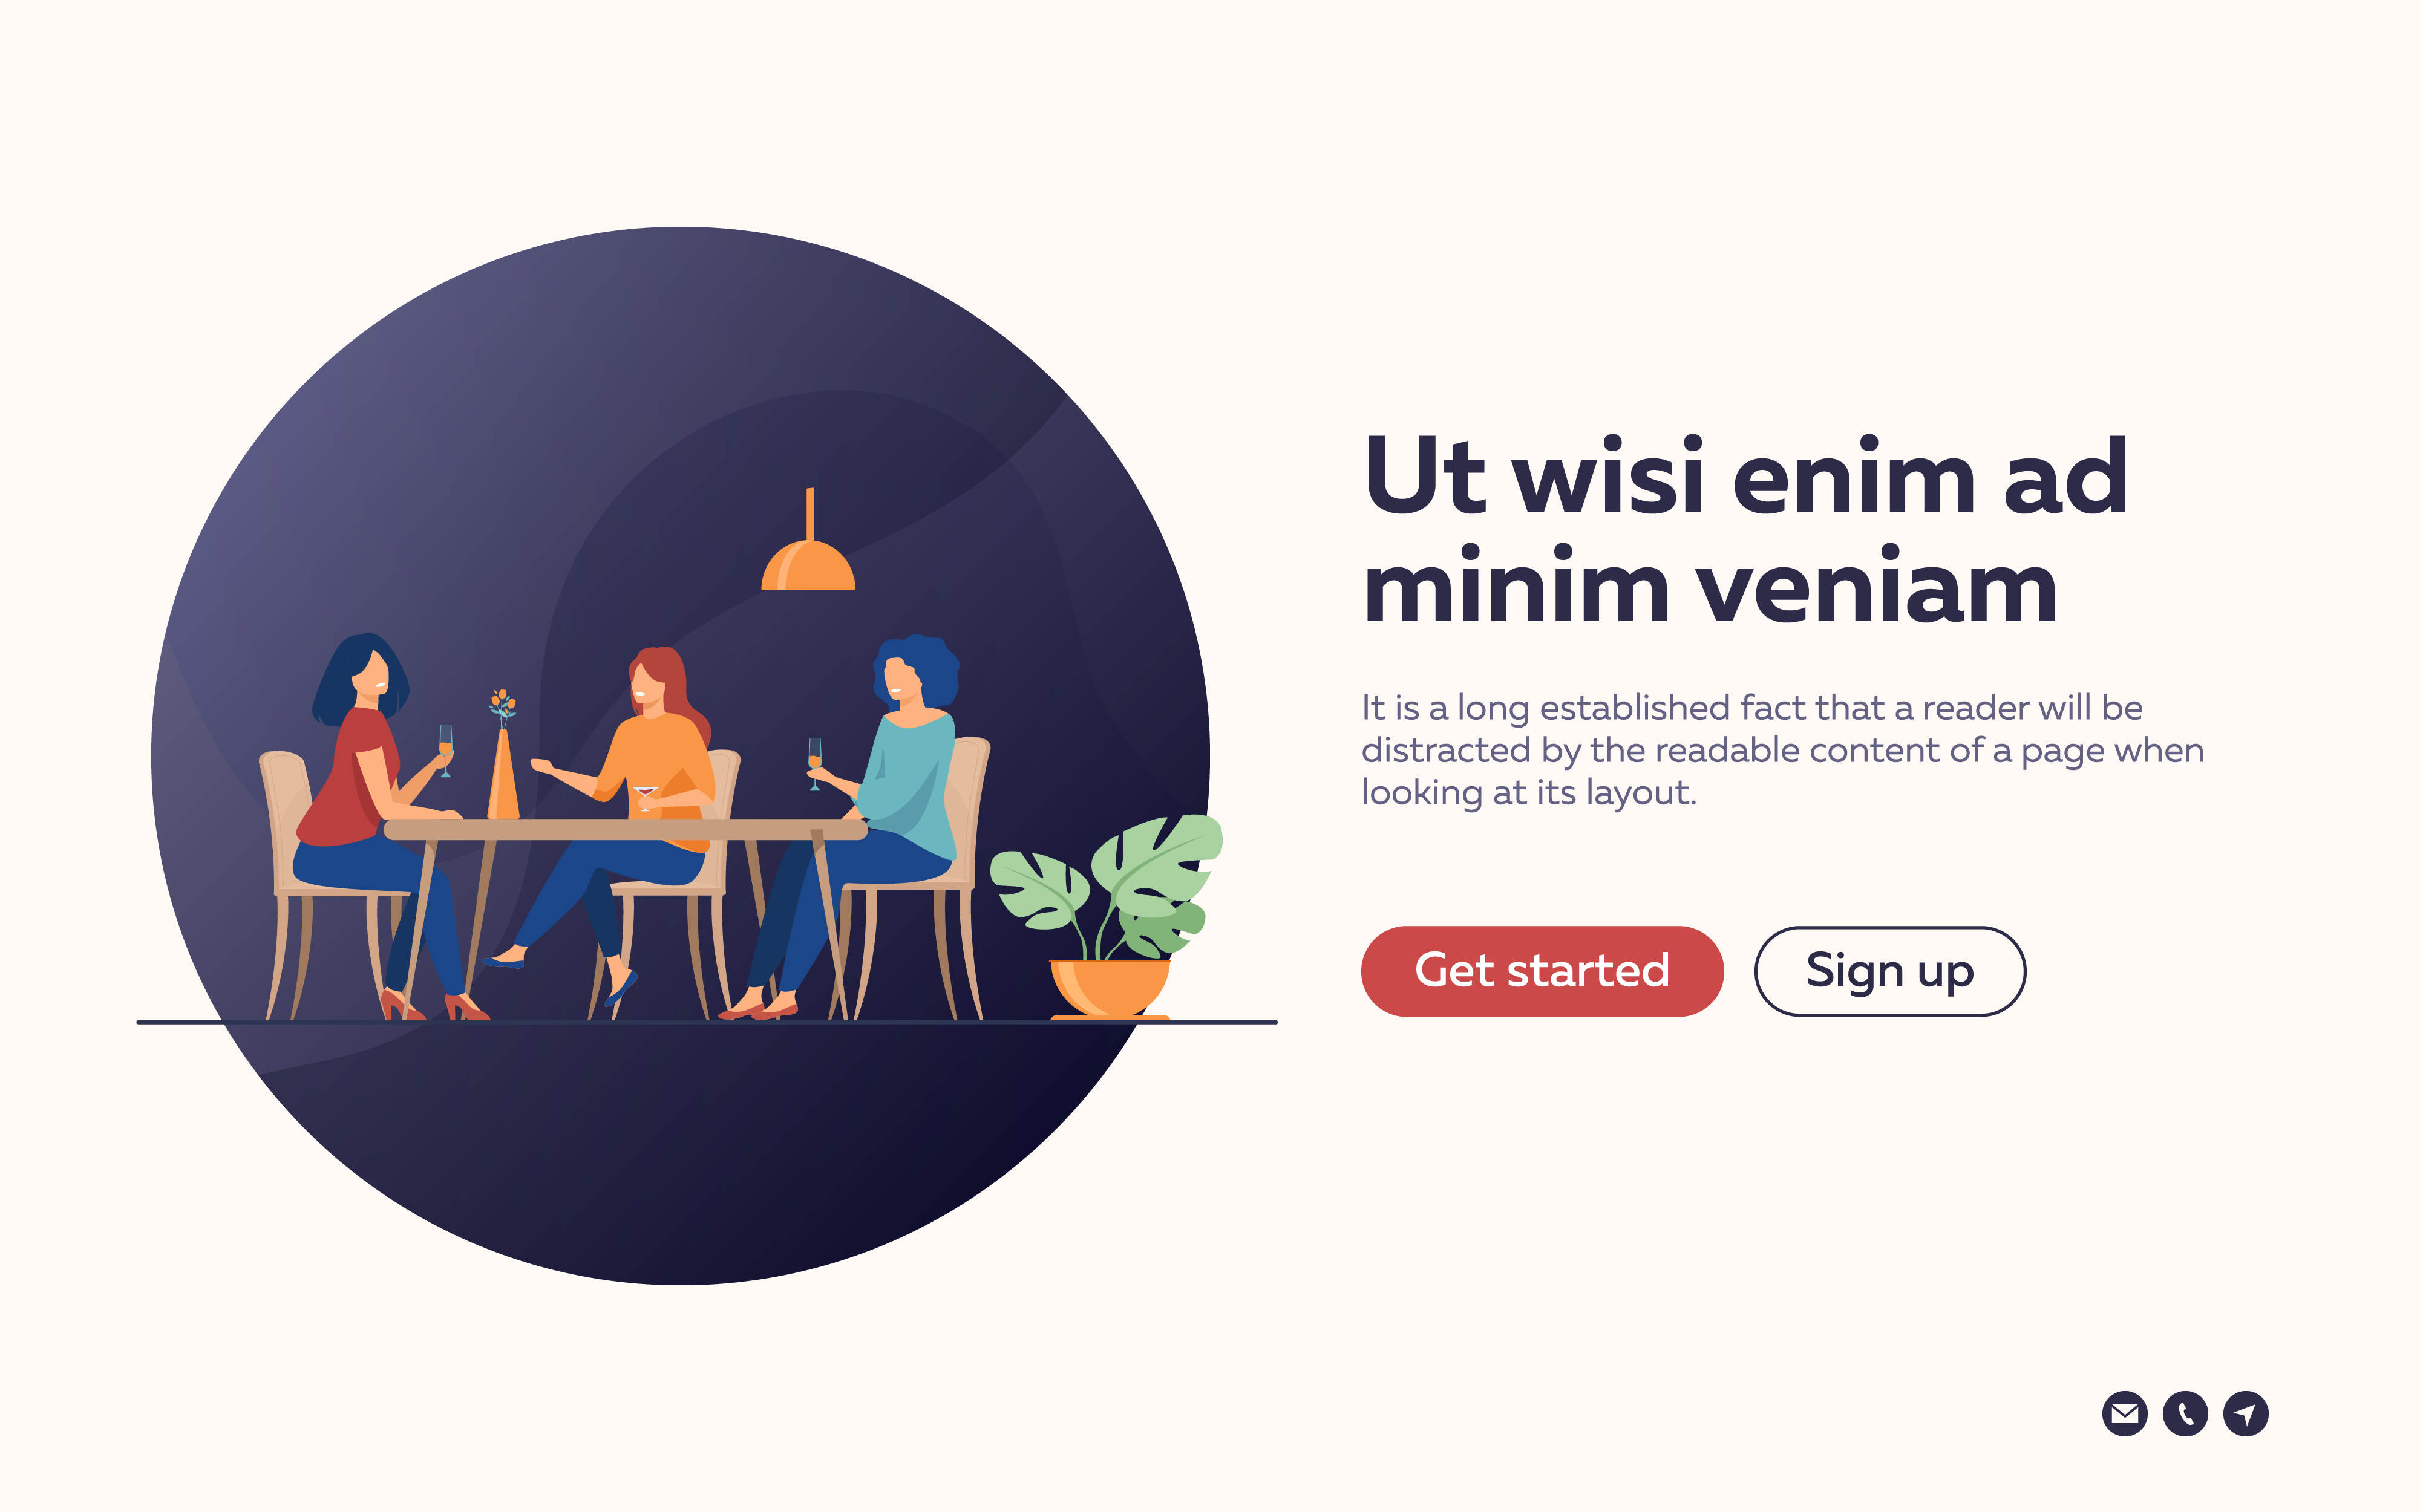 Ut wisi enim ad
minim veniam
It is a long established fact that a reader will be
distracted by the readable content of a page when
looking at its layout.
Get started
Sign up